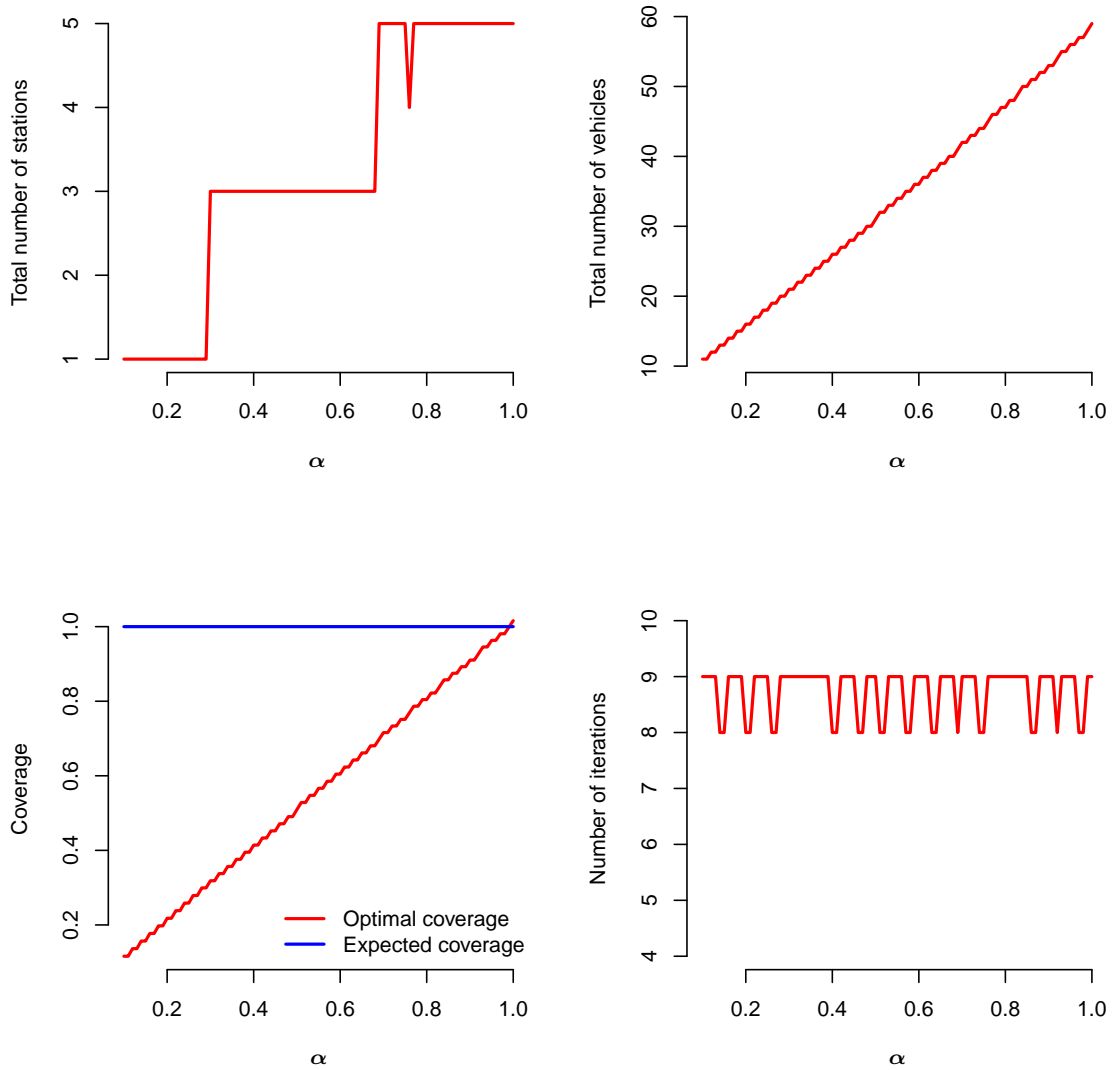 Total number of stations
5
4
3
2
1
0.2 0.4 0.6 0.8 1.0
α
Total number of vehicles
60
50
40
30
20
10
0.2 0.4 0.6 0.8 1.0
α
Coverage
1.0
0.8
0.6
0.4
0.2
Optimal coverage
Expected coverage
0.2 0.4 0.6 0.8 1.0
α
Number of iterations
10
9
8
7
6
5
4
0.2 0.4 0.6 0.8 1.0
α